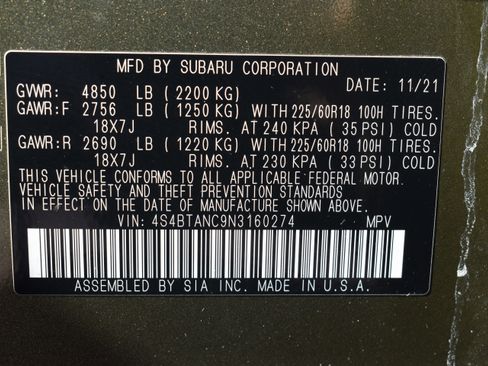 MFD BY SUBARU CORPORATION
GVWR: 4850 LB (2200 KG) DATE: 11/21
GAWR:F 2756 LB (1250 KG) WITH 225/60R18 100H TIRES.
18X7J RIMS. AT 240 KPA (35 PSI) COLD
GAWR:R 2690 LB (1220 KG) WITH 225/60R18 100H TIRES.
18X7J RIMS. AT 230 KPA (33 PSI) COLD
THIS VEHICLE CONFORMS TO ALL APPLICABLE FEDERAL MOTOR.
VEHICLE SAFETY AND THEFT PREVENTION STANDARDS
IN EFFECT ON THE DATE OF MANUFACTURE SHOWN ABOVE.
VIN: 4S4BTANC9N3160274 MPV
ASSEMBLED BY SIA INC. MADE IN U.S.A.